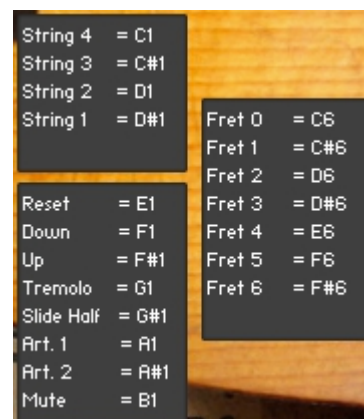 String 4 = C1
String 3 = C#1
String 2 = D1
String 1 = D#1
Reset = E1
Down = F1
Up = F#1
Tremolo = G1
Slide Half = G#1
Art. 1 = A1
Art. 2 = A#1
Mute = B1
Fret 0 = C6
Fret 1 = C#6
Fret 2 = D6
Fret 3 = D#6
Fret 4 = E6
Fret 5 = F6
Fret 6 = F#6